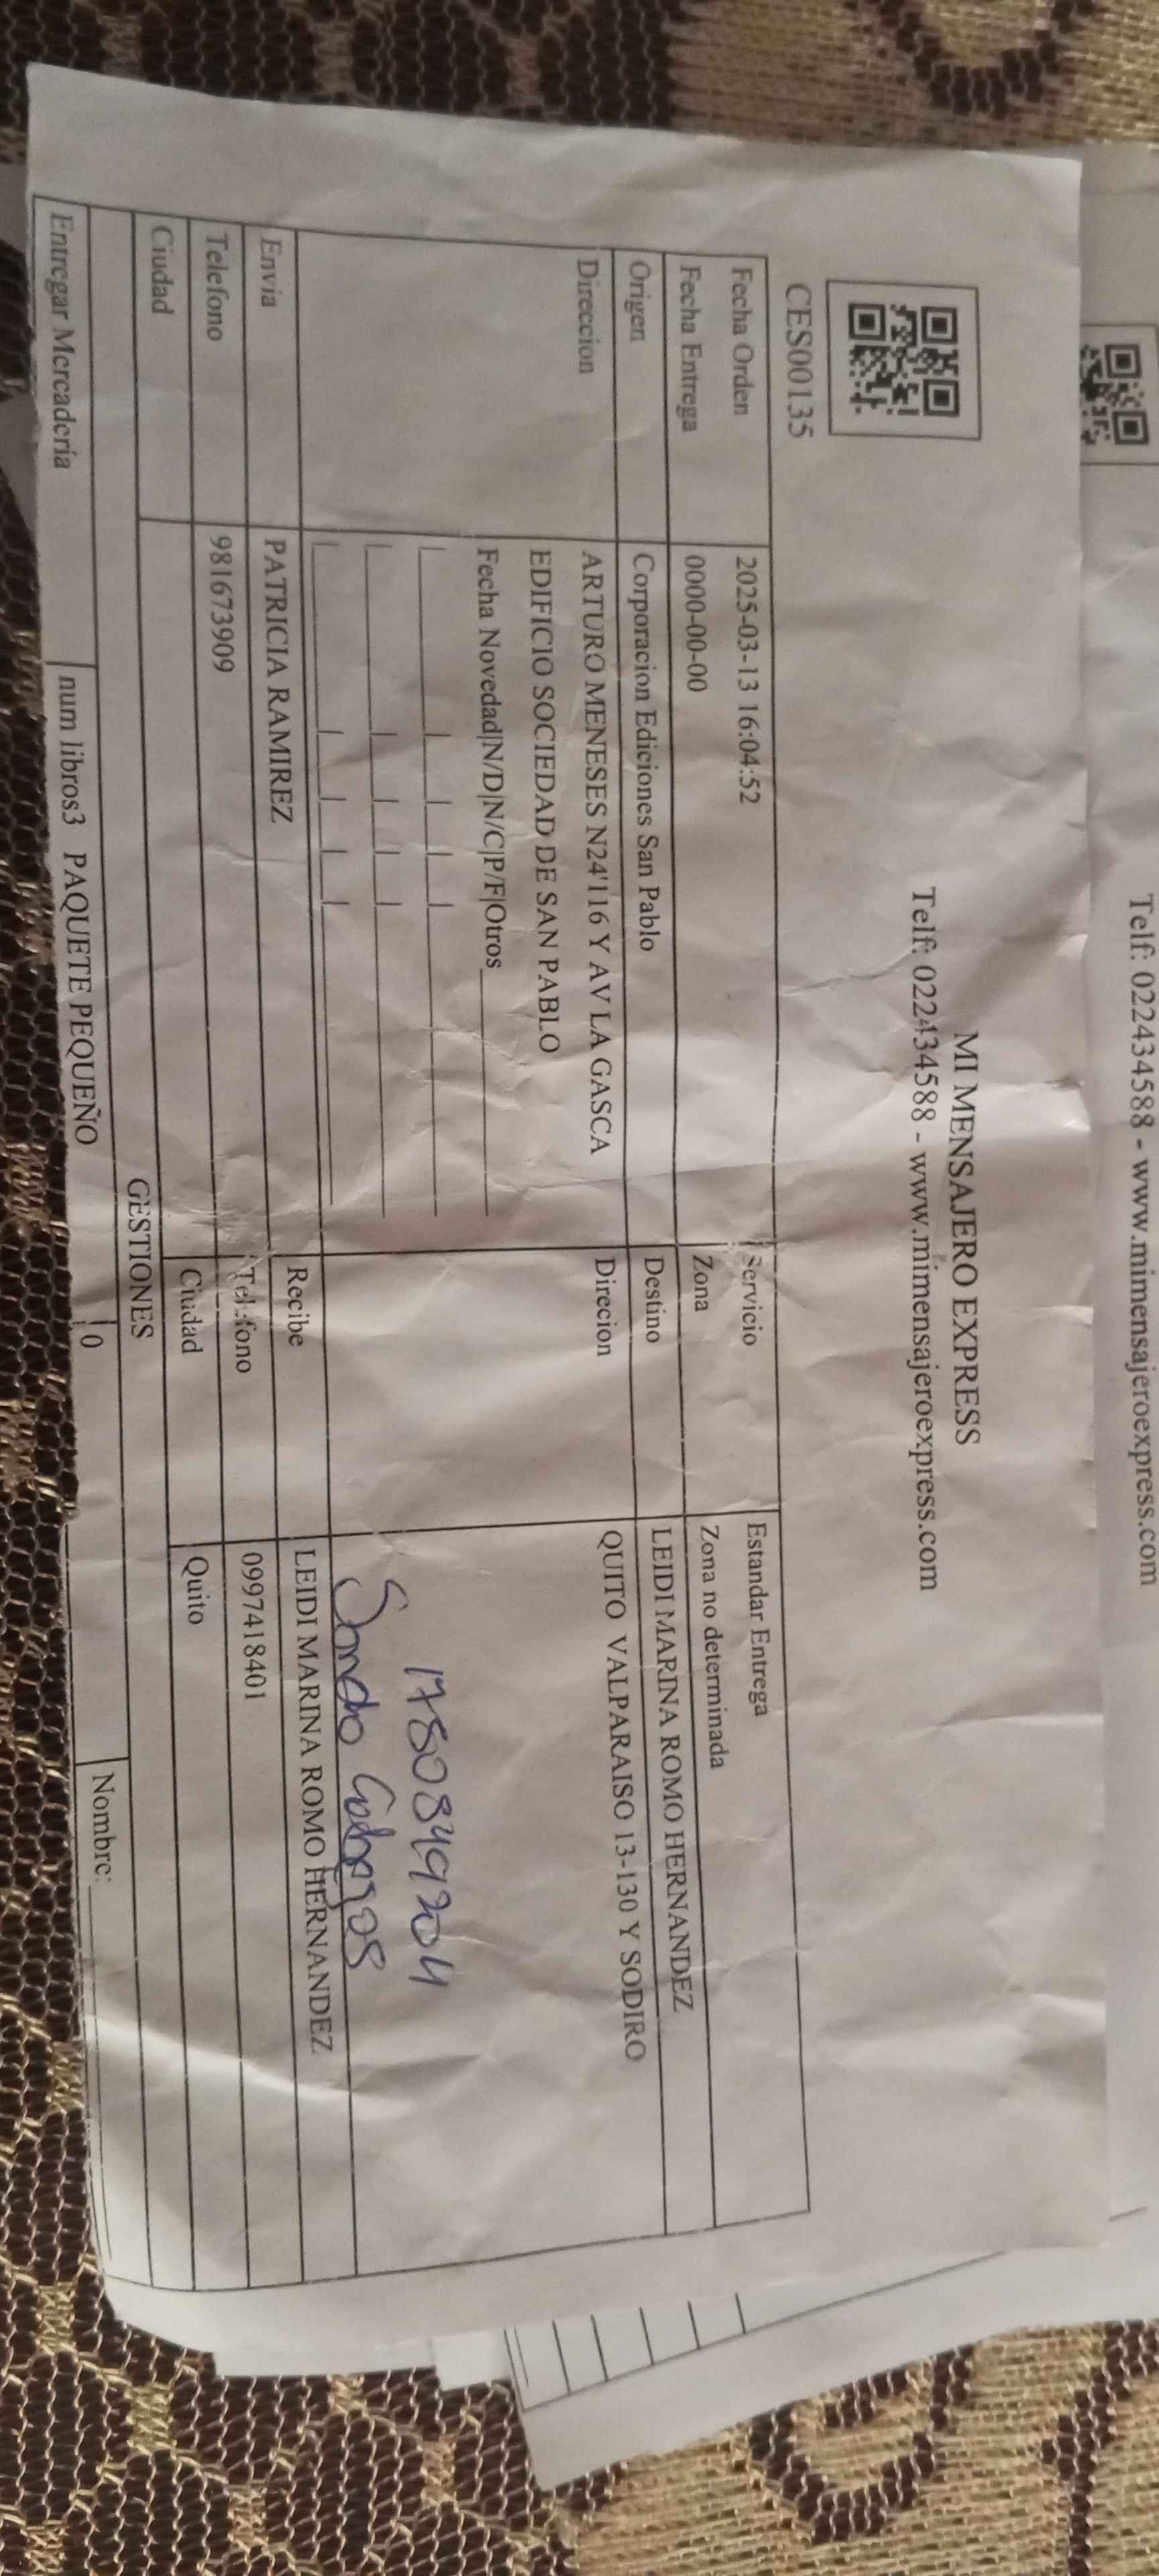 Telf: 022434588 - www.mimensajeroexpress.com
MI MENSAJERO EXPRESS
Telf: 022434588 - www.mimensajeroexpress.com
CES00135
Fecha Orden 2025-03-13 16:04:52 Servicio Estandar Entrega
Fecha Entrega 0000-00-00 Zona Zona no determinada
Origen Corporacion Ediciones San Pablo Destino LEIDI MARINA ROMO HERNANDEZ
Direccion ARTURO MENESES N24'116 Y AV LA GASCA Direcion QUITO VALPARAISO 13-130 Y SODIRO
EDIFICIO SOCIEDAD DE SAN PABLO
Fecha Novedad|N/D|N/C|P/F|Otros
1750849204
Envia PATRICIA RAMIREZ Recibe LEIDI MARINA ROMO HERNANDEZ
Telefono 981673909 Telefono 0997418401
Ciudad Ciudad Quito
GESTIONES
Entregar Mercadería num libros3 PAQUETE PEQUEÑO 0 Nombre: